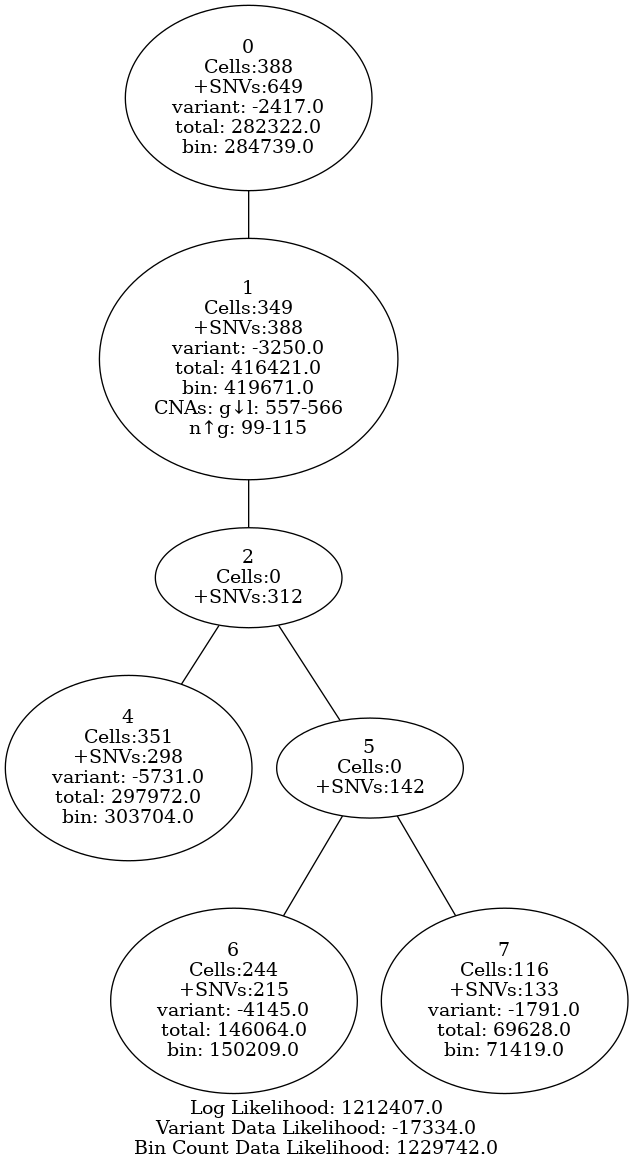 0
Cells:388
+SNVs:649
variant: -2417.0
total: 282322.0
bin: 284739.0
1
Cells:349
+SNVs:388
variant: -3250.0
total: 416421.0
bin: 419671.0
CNAs: g↓l: 557-566
n↑g: 99-115
2
Cells:0
+SNVs:312
4
Cells:351
+SNVs:298
variant: -5731.0
total: 297972.0
bin: 303704.0
5
Cells:0
+SNVs:142
6
Cells:244
+SNVs:215
variant: -4145.0
total: 146064.0
bin: 150209.0
7
Cells:116
+SNVs:133
variant: -1791.0
total: 69628.0
bin: 71419.0
Log Likelihood: 1212407.0
Variant Data Likelihood: -17334.0
Bin Count Data Likelihood: 1229742.0